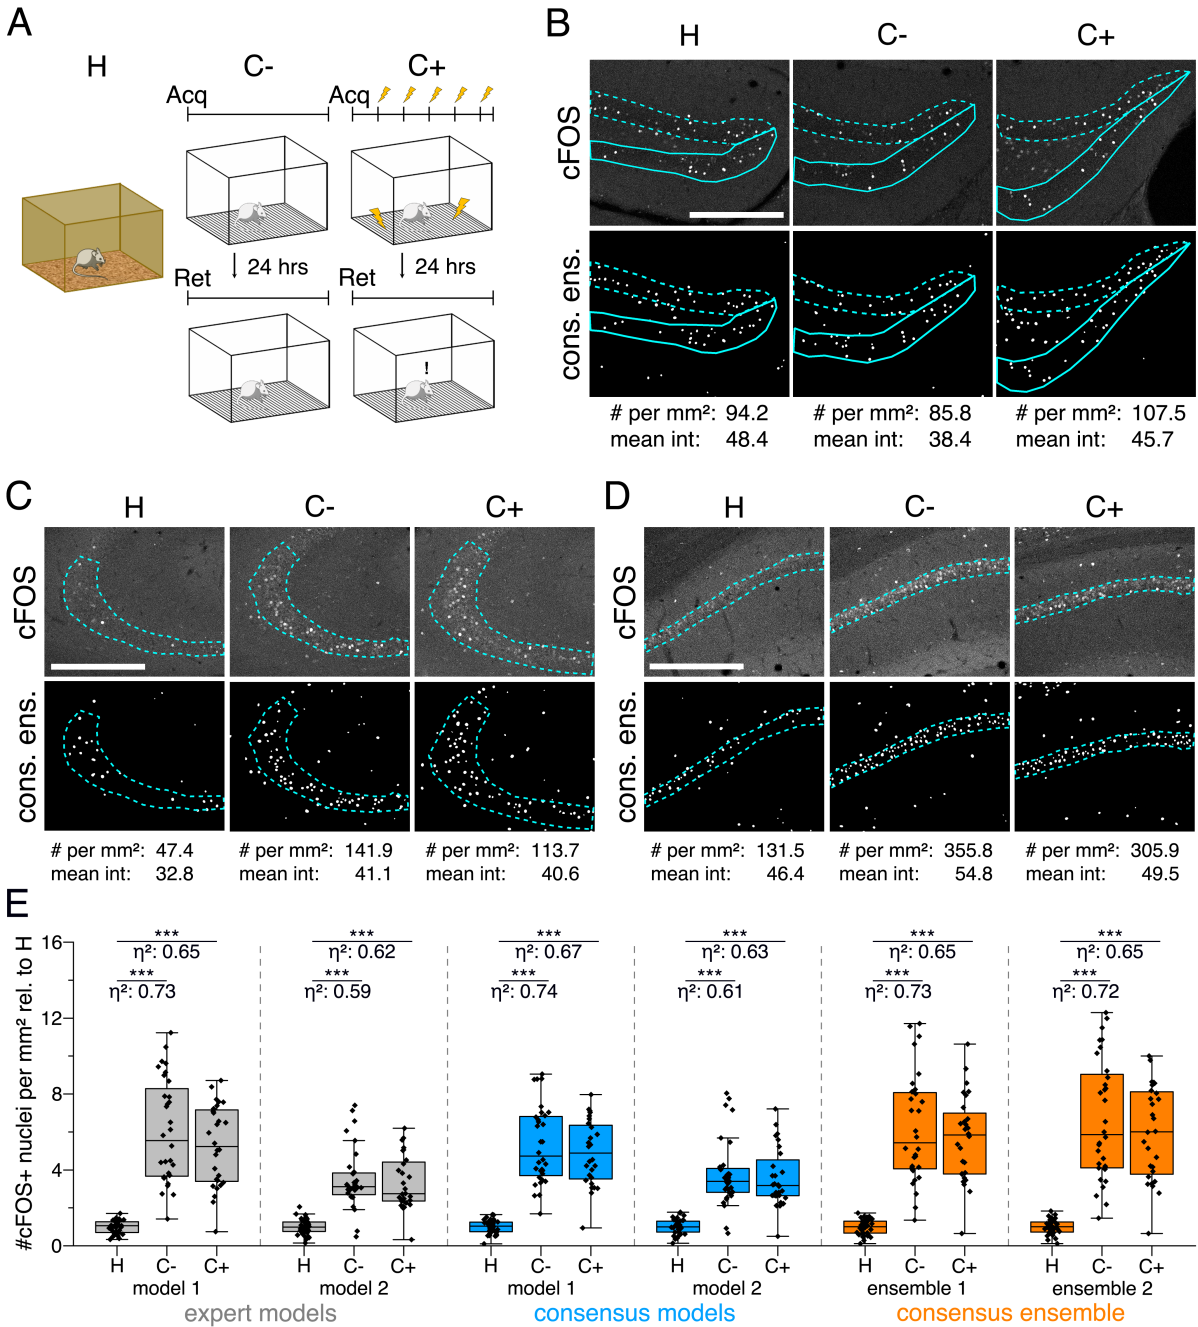 A
H
C-
C+
Acq
Acq
24 hrs
24 hrs
Ret
Ret
!
B
H
C-
C+
cFOS
cons. ens.
# per mm²: 94.2
mean int: 48.4
# per mm²: 85.8
mean int: 38.4
# per mm²: 107.5
mean int: 45.7
C
H
C-
C+
cFOS
cons. ens.
# per mm²: 47.4
mean int: 32.8
# per mm²: 141.9
mean int: 41.1
# per mm²: 113.7
mean int: 40.6
D
H
C-
C+
cFOS
cons. ens.
# per mm²: 131.5
mean int: 46.4
# per mm²: 355.8
mean int: 54.8
# per mm²: 305.9
mean int: 49.5
E
#cFOS+ nuclei per mm² rel. to H
16
12
8
4
0
***
η²: 0.65
***
η²: 0.73
***
η²: 0.62
***
η²: 0.59
***
η²: 0.67
***
η²: 0.74
***
η²: 0.63
***
η²: 0.61
***
η²: 0.65
***
η²: 0.73
***
η²: 0.65
***
η²: 0.72
H C- C+ H C- C+ H C- C+ H C- C+ H C- C+ H C- C+
model 1 model 2 model 1 model 2 ensemble 1 ensemble 2
expert models consensus models consensus ensemble